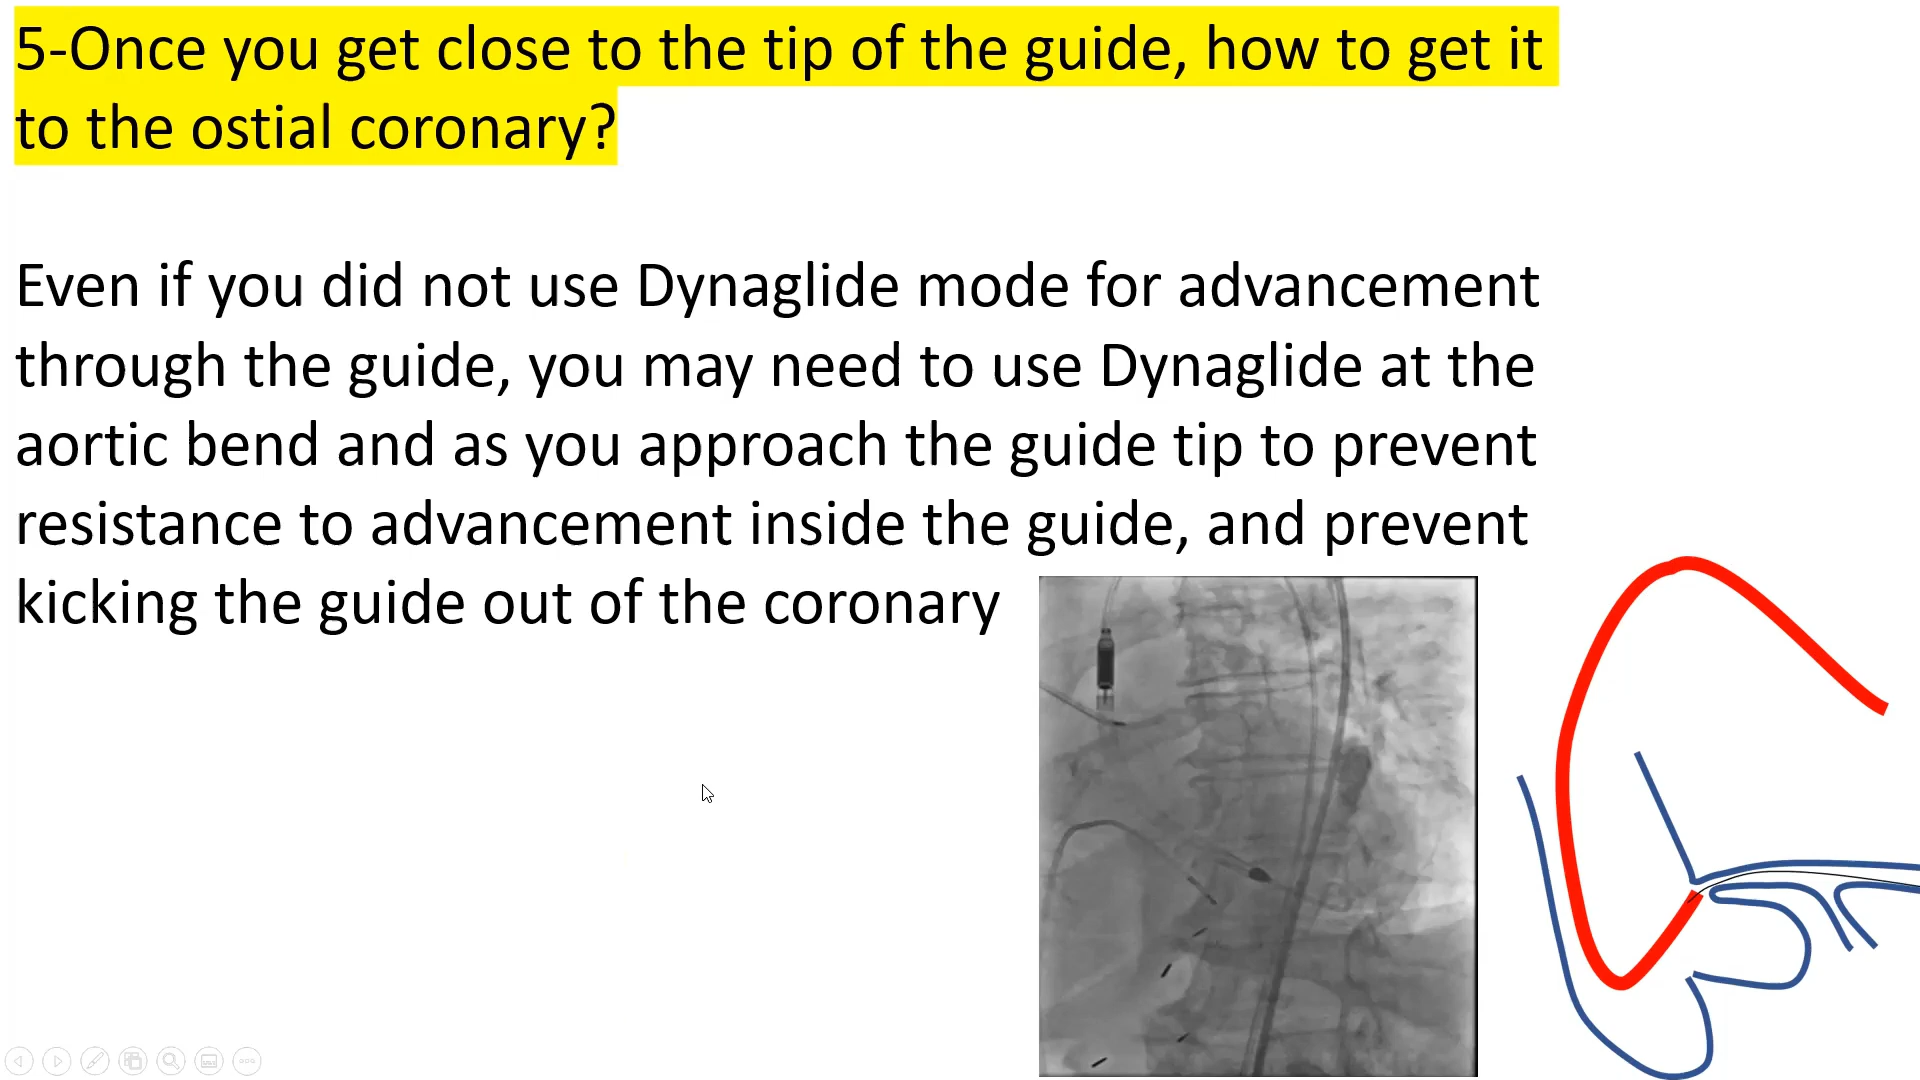 5-Once you get close to the tip of the guide, how to get it
to the ostial coronary?
Even if you did not use Dynaglide mode for advancement
through the guide, you may need to use Dynaglide at the
aortic bend and as you approach the guide tip to prevent
resistance to advancement inside the guide, and prevent
kicking the guide out of the coronary